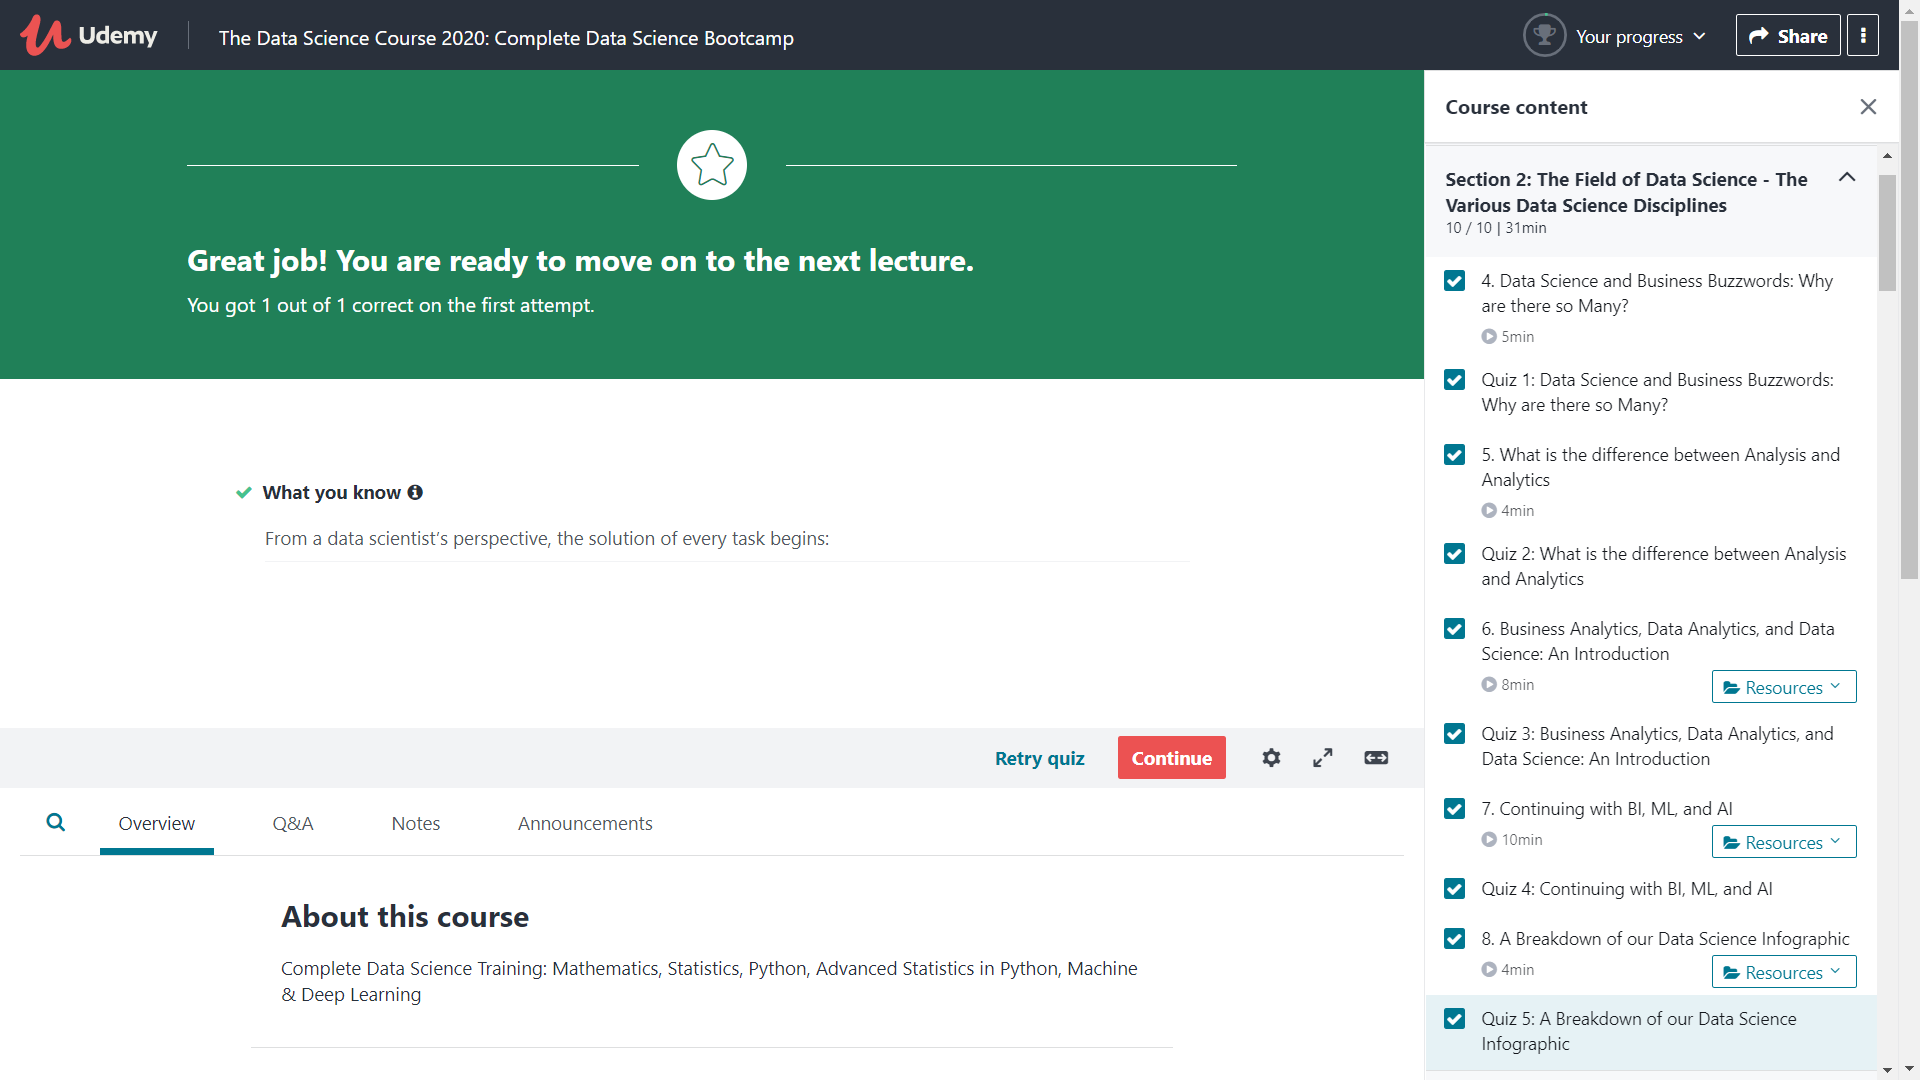 Udemy
The Data Science Course 2020: Complete Data Science Bootcamp
Your progress
Share
Great job! You are ready to move on to the next lecture.
You got 1 out of 1 correct on the first attempt.
What you know
From a data scientist’s perspective, the solution of every task begins:
Retry quiz
Continue
Overview
Q&A
Notes
Announcements
About this course
Complete Data Science Training: Mathematics, Statistics, Python, Advanced Statistics in Python, Machine
& Deep Learning
Course content
Section 2: The Field of Data Science - The
Various Data Science Disciplines
10 / 10 | 31min
4. Data Science and Business Buzzwords: Why
are there so Many?
5min
Quiz 1: Data Science and Business Buzzwords:
Why are there so Many?
5. What is the difference between Analysis and
Analytics
4min
Quiz 2: What is the difference between Analysis
and Analytics
6. Business Analytics, Data Analytics, and Data
Science: An Introduction
8min
Resources
Quiz 3: Business Analytics, Data Analytics, and
Data Science: An Introduction
7. Continuing with BI, ML, and AI
10min
Resources
Quiz 4: Continuing with BI, ML, and AI
8. A Breakdown of our Data Science Infographic
4min
Resources
Quiz 5: A Breakdown of our Data Science
Infographic